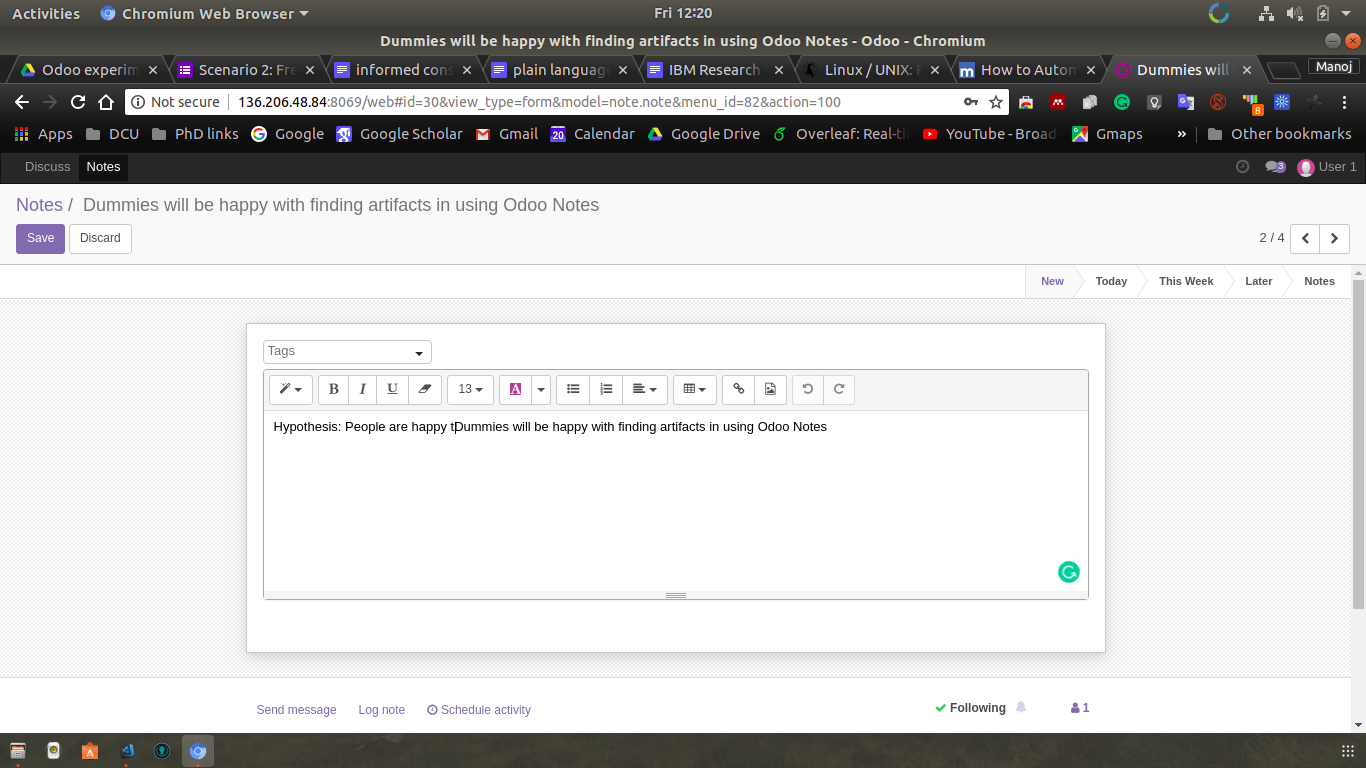 Activities Chromium Web Browser Fri 12:20
Dummies will be happy with finding artifacts in using Odoo Notes - Odoo - Chromium
Odoo experim Scenario 2: Fre informed cons plain language IBM Research Linux / UNIX: How to Autom Dummies will Manoj
Not secure 136.206.48.84:8069/web#id=30&view_type=form&model=note.note&menu_id=82&action=100 8
Apps DCU PhD links Google Google Scholar Gmail 20 Calendar Google Drive Overleaf: Real-ti YouTube - Broad Gmaps » Other bookmarks
Discuss Notes 3 User 1
Notes / Dummies will be happy with finding artifacts in using Odoo Notes
Save Discard 2 / 4
New Today This Week Later Notes
Tags
B I U 13 A
Hypothesis: People are happy tDummies will be happy with finding artifacts in using Odoo Notes
Send message Log note Schedule activity Following 1